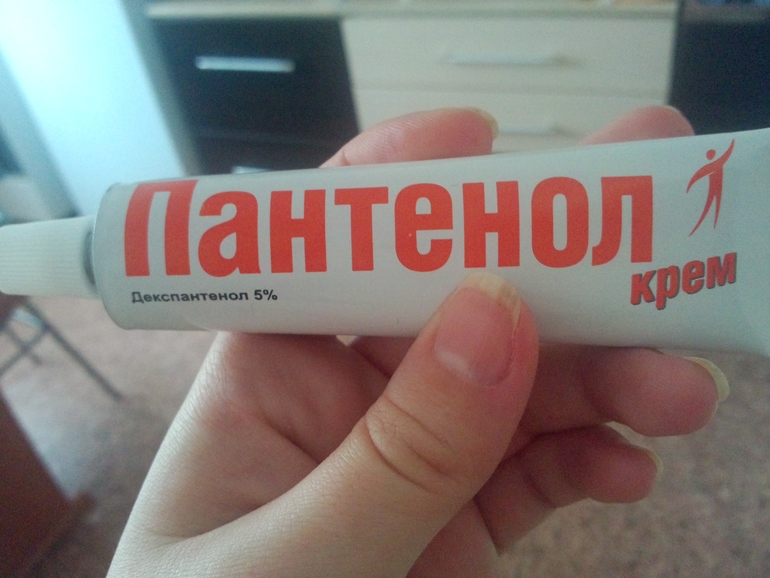 Пантенол
крем
Декспантенол 5%